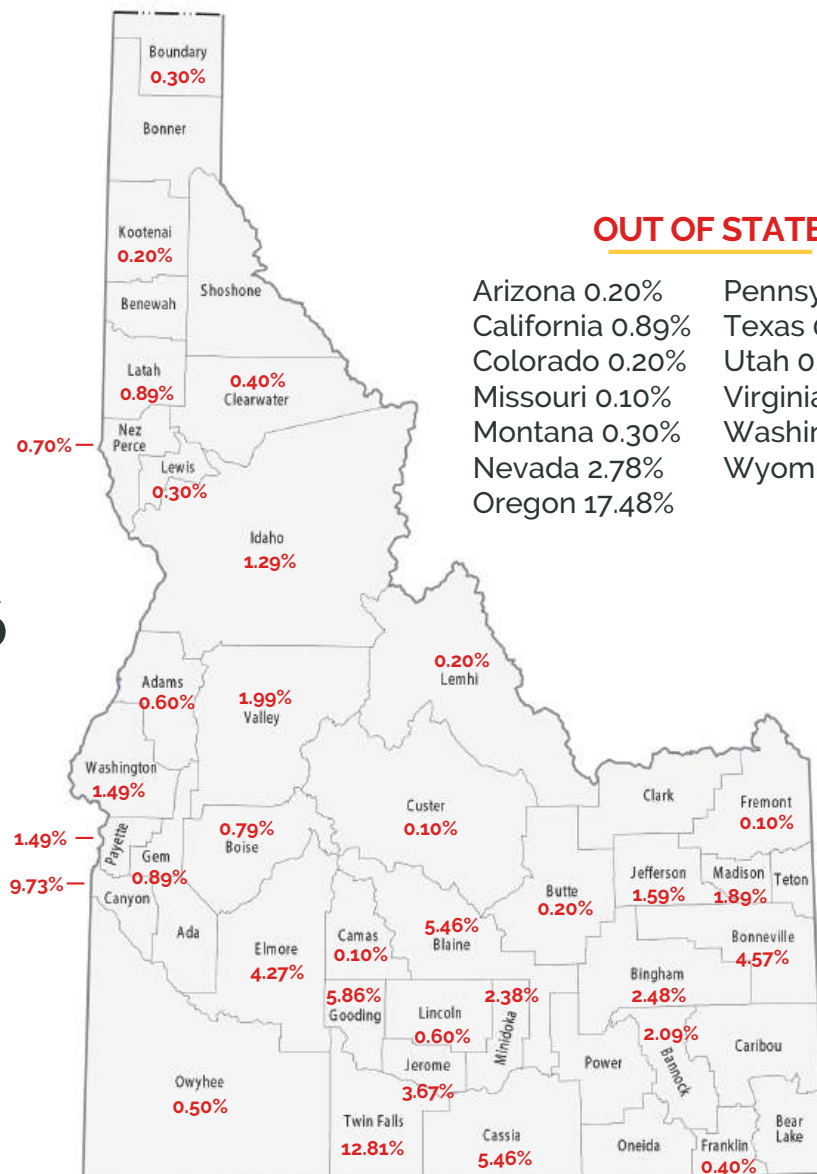 Boundary
0.30%
Bonner
Kootenai
0.20%
Shoshone
Benewah
Latah
0.89%
0.40%
Clearwater
Nez
Perce
0.70%
Lewis
0.30%
Idaho
1.29%
OUT OF STATE
Arizona 0.20%
California 0.89%
Colorado 0.20%
Missouri 0.10%
Montana 0.30%
Nevada 2.78%
Oregon 17.48%
Texas
Utah
Virginia
0.20%
Lemhi
Adams
0.60%
1.99%
Valley
Washington
1.49%
Custer
0.10%
Clark
Fremont
0.10%
1.49%
Payette
Gem
0.89%
0.79%
Boise
9.73%
Canyon
Ada
Butte
0.20%
Jefferson
1.59%
Madison
1.89%
Teton
Elmore
4.27%
Camas
0.10%
5.46%
Blaine
Bonneville
4.57%
Bingham
2.48%
5.86%
Gooding
Lincoln
0.60%
2.38%
Minidoka
2.09%
Bannock
Caribou
Power
Jerome
3.67%
Owyhee
0.50%
Twin Falls
12.81%
Cassia
5.46%
Oneida
Franklin
0.40%
Bear
Lake